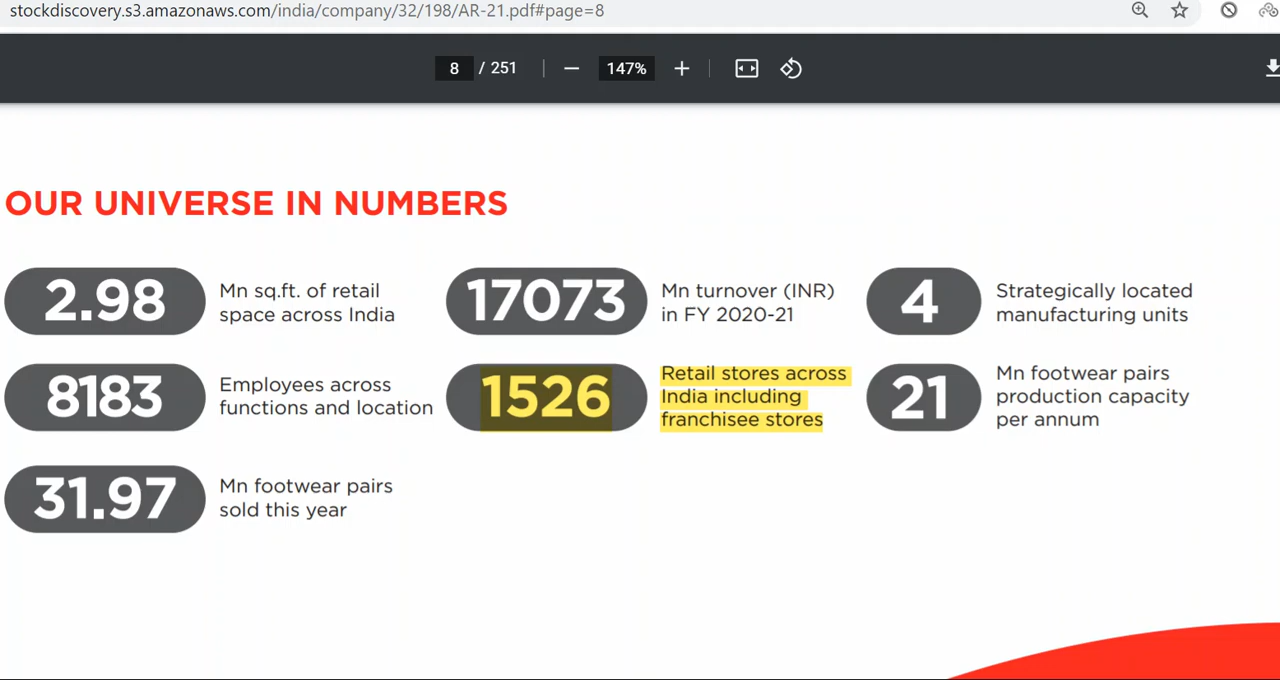 stockdiscovery.s3.amazonaws.com/india/company/32/198/AR-21.pdf#page=8
8 / 251 147%
OUR UNIVERSE IN NUMBERS
2.98
Mn sq.ft. of retail
space across India
17073
Mn turnover (INR)
in FY 2020-21
4
Strategically located
manufacturing units
8183
Employees across
functions and location
1526
Retail stores across
India including
franchisee stores
21
Mn footwear pairs
production capacity
per annum
31.97
Mn footwear pairs
sold this year